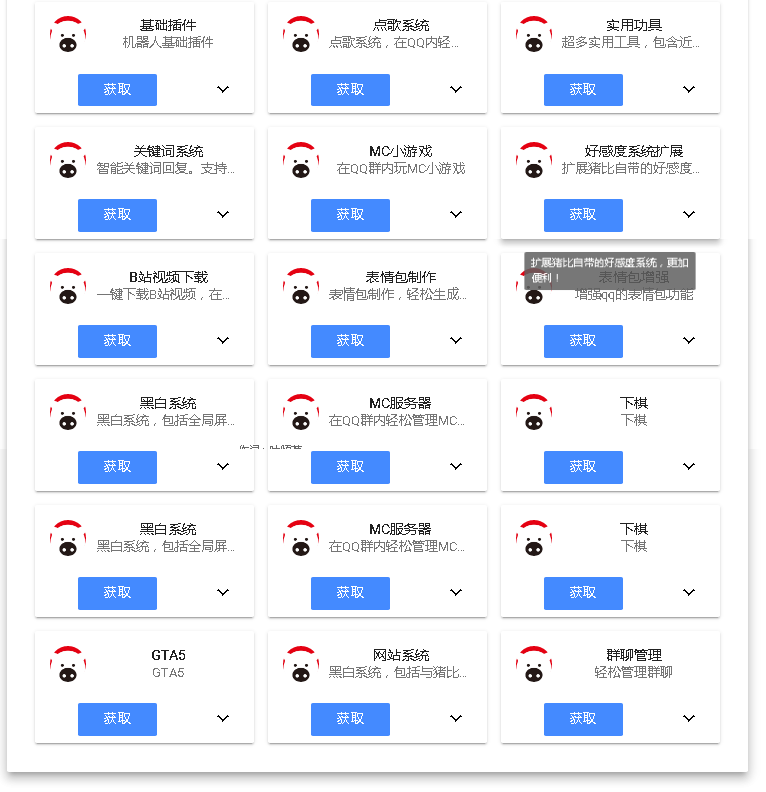 基础插件
机器人基础插件
获取
点歌系统
点歌系统，在QQ内轻...
获取
实用功具
超多实用工具，包含近...
获取
关键词系统
智能关键词回复。支持...
获取
MC小游戏
在QQ群内玩MC小游戏
获取
好感度系统扩展
扩展猪比自带的好感度...
获取
B站视频下载
一键下载B站视频，在...
获取
表情包制作
表情包制作，轻松生成...
获取
扩展猪比自带的好感度系统，更加
便利！
表情包增强
增强qq的表情包功能
获取
黑白系统
黑白系统，包括全局屏...
获取
MC服务器
在QQ群内轻松管理MC...
获取
下棋
下棋
获取
黑白系统
黑白系统，包括全局屏...
获取
MC服务器
在QQ群内轻松管理MC...
获取
下棋
下棋
获取
GTA5
GTA5
获取
网站系统
黑白系统，包括与猪比...
获取
群聊管理
轻松管理群聊
获取